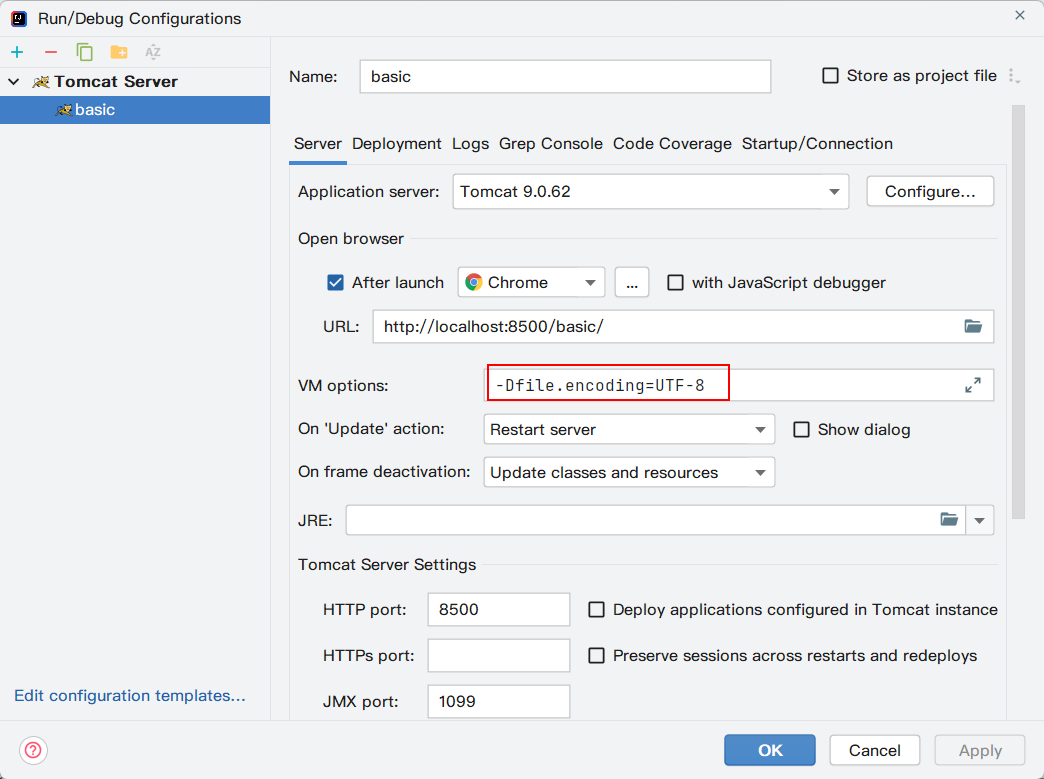 Run/Debug Configurations
Tomcat Server
basic
Edit configuration templates...
Name: basic Store as project file
Server Deployment Logs Grep Console Code Coverage Startup/Connection
Application server: Tomcat 9.0.62 Configure...
Open browser
After launch Chrome ... with JavaScript debugger
URL: http://localhost:8500/basic/
VM options: -Dfile.encoding=UTF-8
On 'Update' action: Restart server Show dialog
On frame deactivation: Update classes and resources
JRE:
Tomcat Server Settings
HTTP port: 8500 Deploy applications configured in Tomcat instance
HTTPs port: Preserve sessions across restarts and redeploys
JMX port: 1099
? OK Cancel Apply